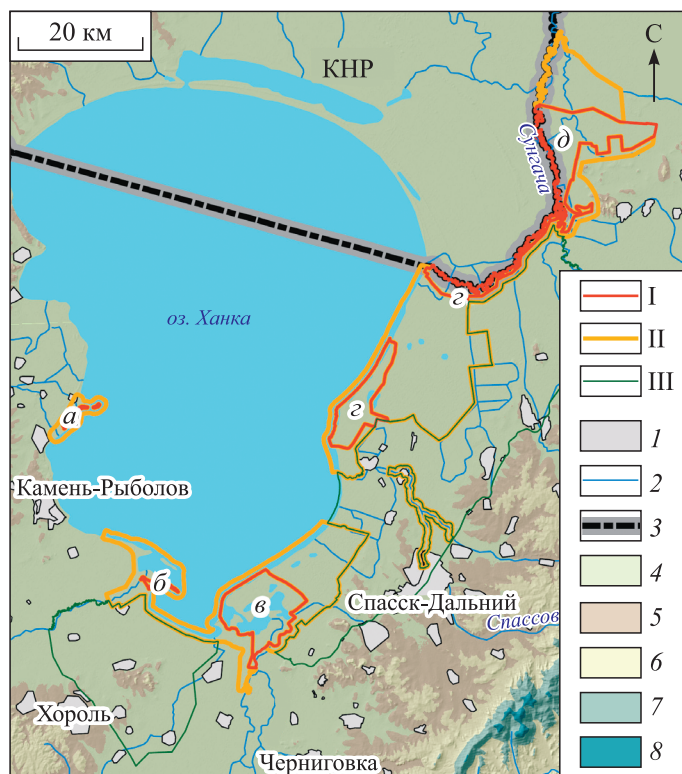 20 км
КНР
С
Сунгача
д
г
оз. Ханка
г
а
Камень-Рыболов
б
в
Спасск-Дальний
Спассов
Хороль
Черниговка
I
II
III
1
2
3
4
5
6
7
8